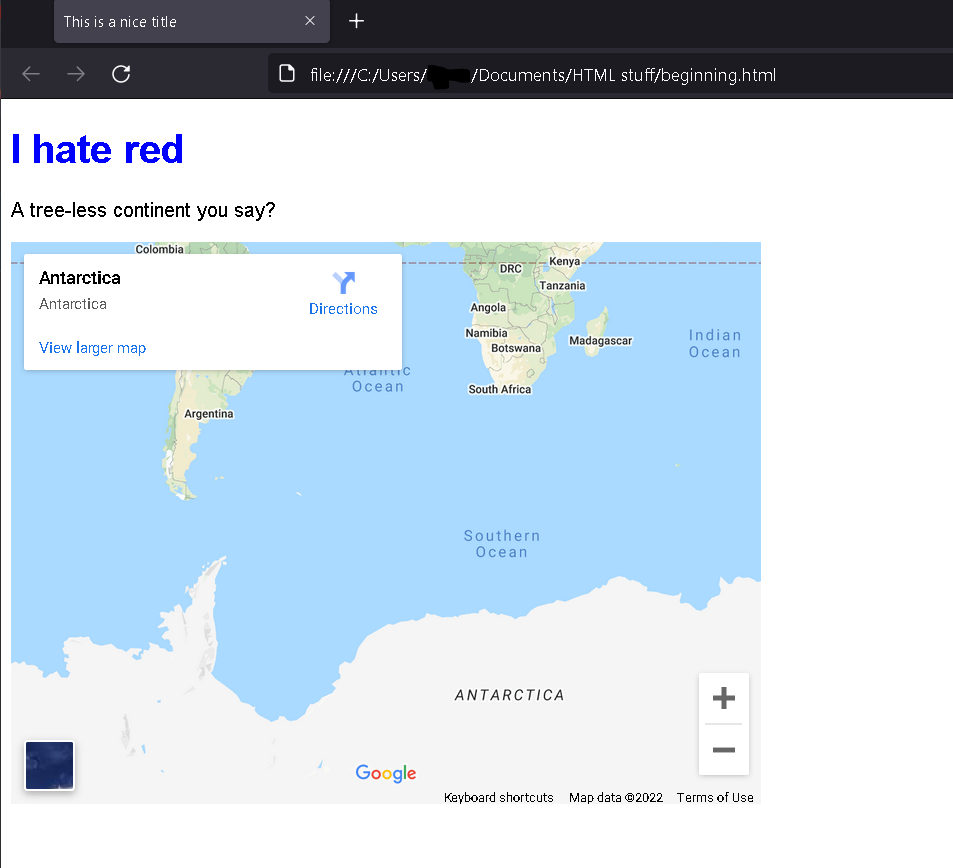 This is a nice title
file:///C:/Users/ /Documents/HTML stuff/beginning.html
I hate red
A tree-less continent you say?
Colombia
Antarctica
Antarctica
Directions
View larger map
DRC
Kenya
Tanzania
Angola
Namibia
Botswana
Madagascar
South Africa
Indian
Ocean
Atlantic
Ocean
Argentina
Southern
Ocean
ANTARCTICA
Google
Keyboard shortcuts
Map data ©2022
Terms of Use